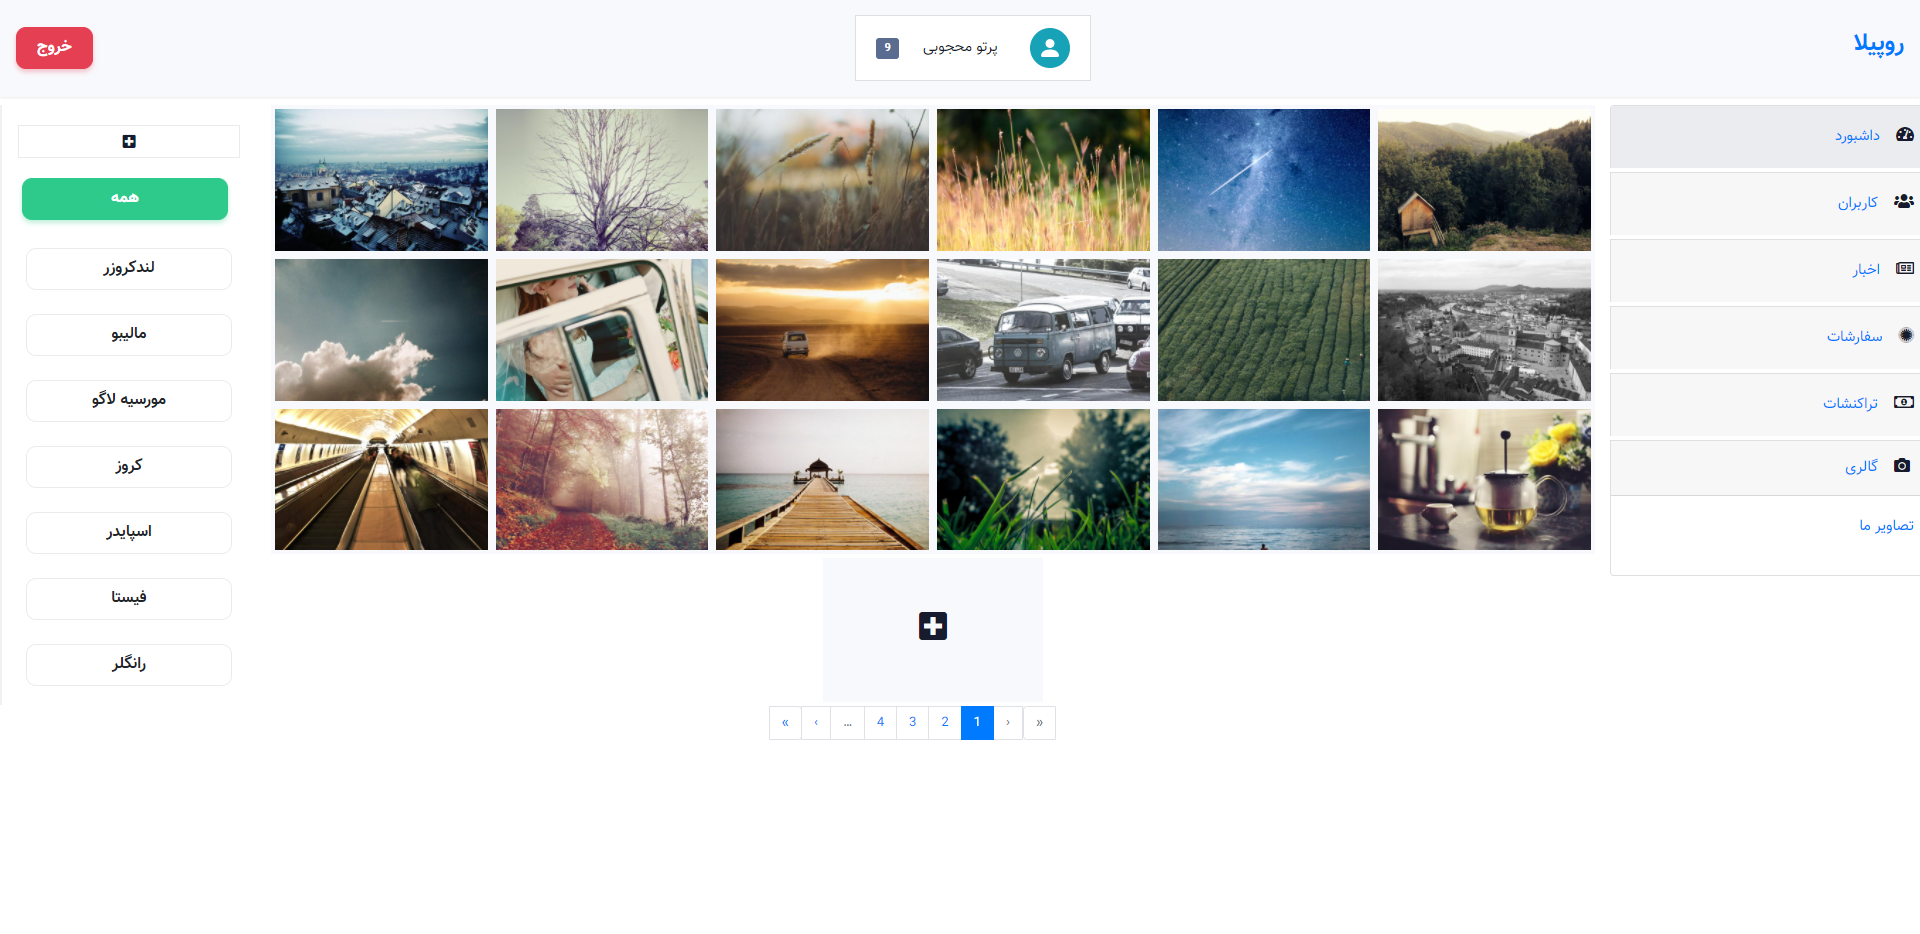 روپیلا
پرتو محجوبی
9
خروج
داشبورد
کاربران
اخبار
سفارشات
تراکنشات
گالری
تصاویر ما
همه
لندکروزر
مالیبو
مورسیه لاگو
کروز
اسپایدر
فیستا
رانگلر
« ‹ 1 2 3 4 ... › »